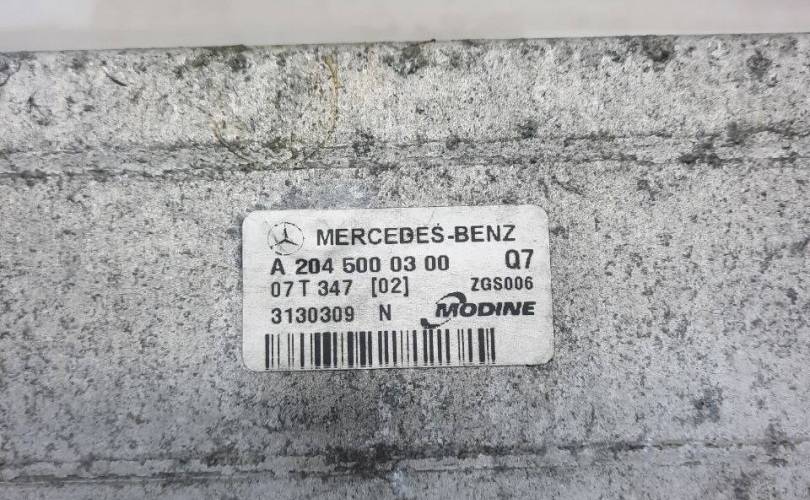 MERCEDES-BENZ
A 204 500 03 00 Q7
07 T 347 [02] ZGS006
3130309 N MODINE